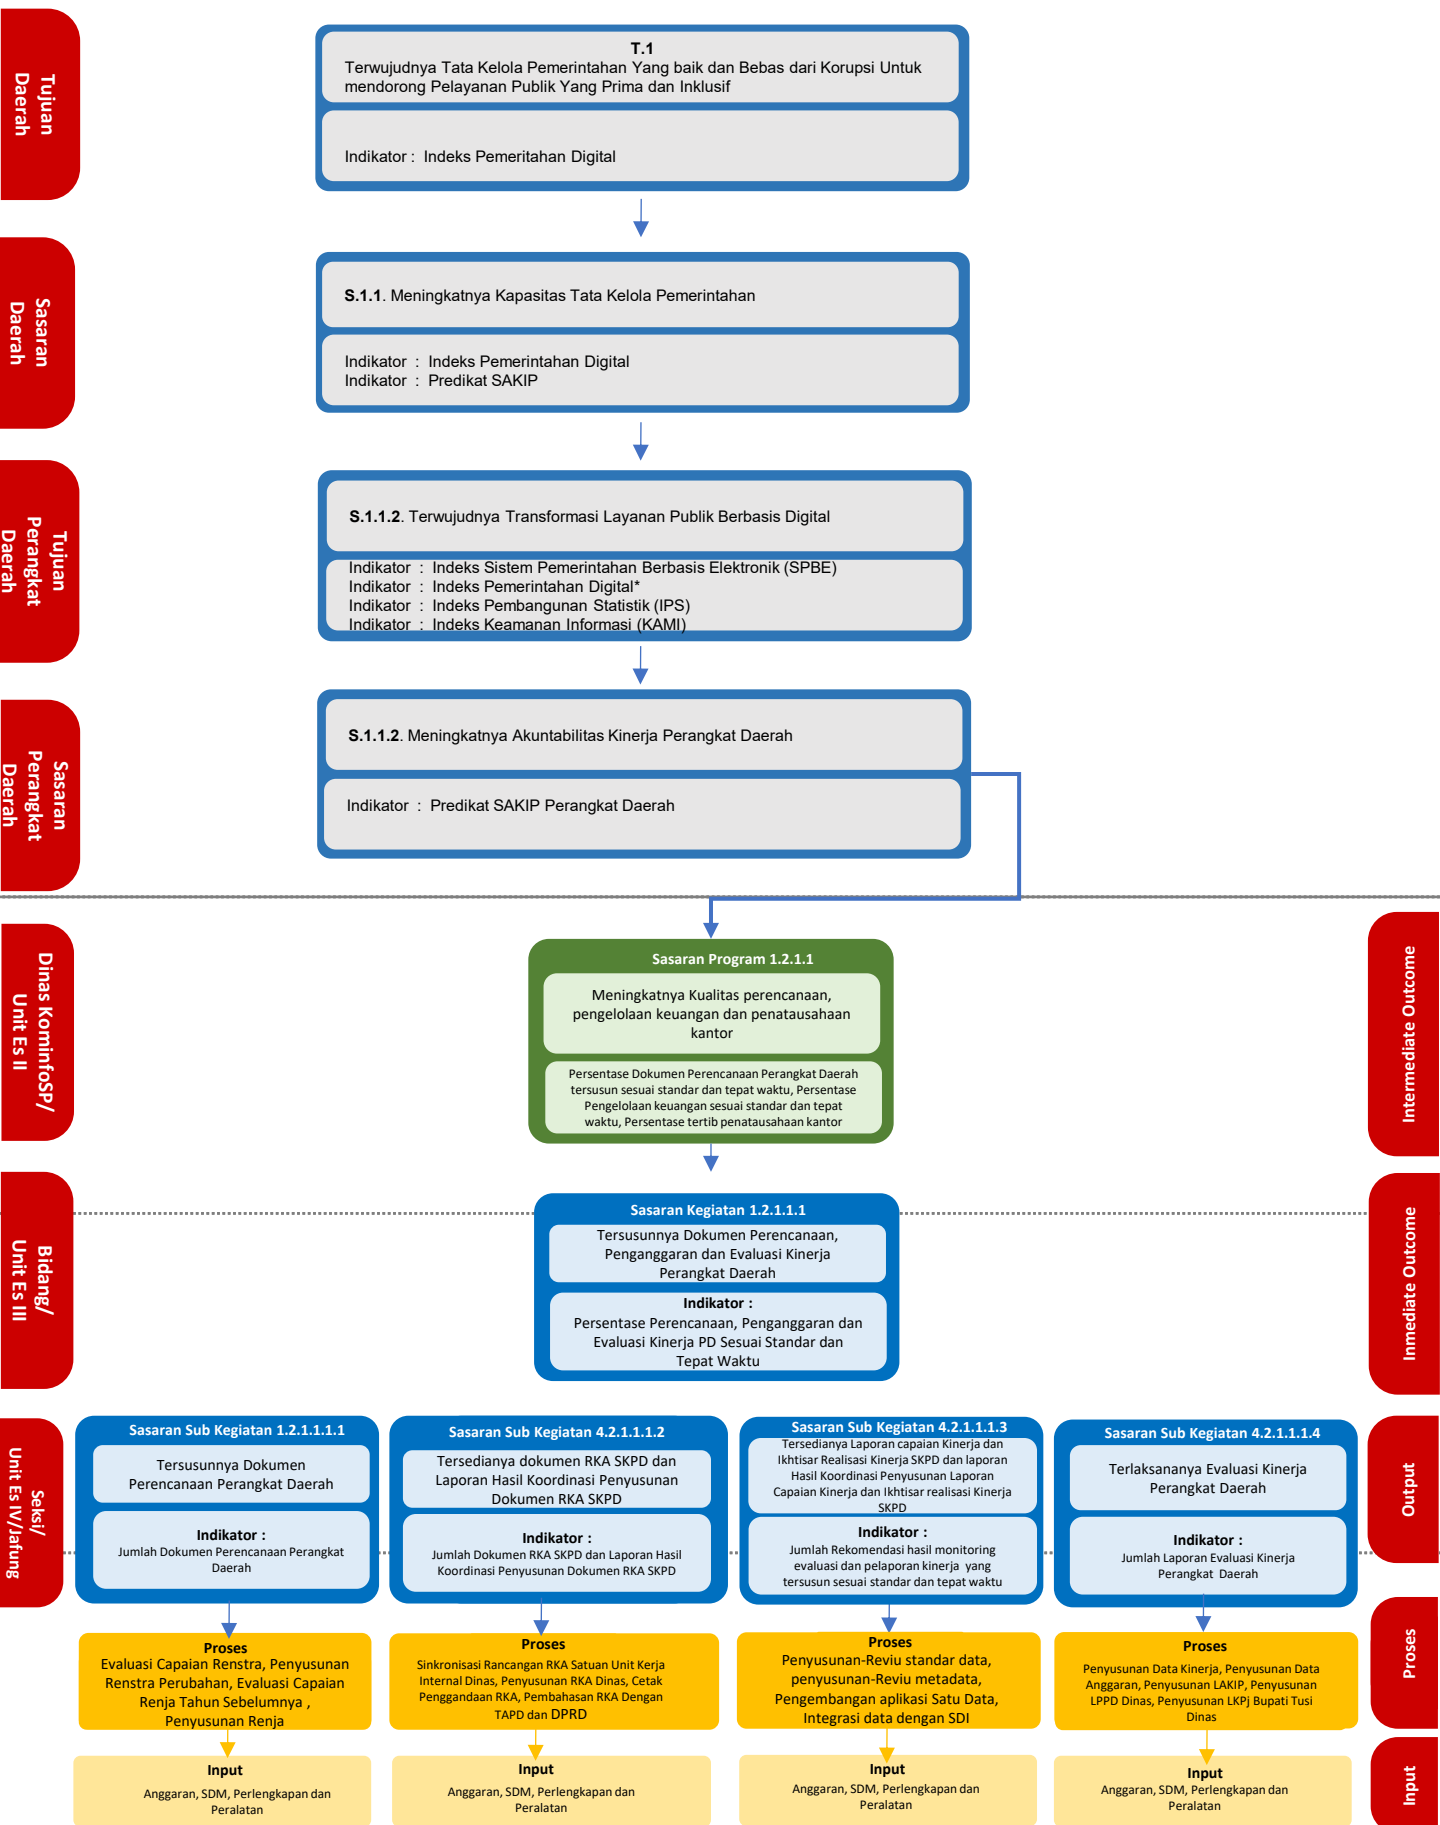 Tujuan
Daerah
T.1
Terwujudnya Tata Kelola Pemerintahan Yang baik dan Bebas dari Korupsi Untuk
mendorong Pelayanan Publik Yang Prima dan Inklusif
Indikator : Indeks Pemeritahan Digital
Sasaran
Daerah
S.1.1. Meningkatnya Kapasitas Tata Kelola Pemerintahan
Indikator : Indeks Pemerintahan Digital
Indikator : Predikat SAKIP
Tujuan
Perangkat
Daerah
S.1.1.2. Terwujudnya Transformasi Layanan Publik Berbasis Digital
Indikator : Indeks Sistem Pemerintahan Berbasis Elektronik (SPBE)
Indikator : Indeks Pemerintahan Digital*
Indikator : Indeks Pembangunan Statistik (IPS)
Indikator : Indeks Keamanan Informasi (KAMI)
Sasaran
Perangkat
Daerah
S.1.1.2. Meningkatnya Akuntabilitas Kinerja Perangkat Daerah
Indikator : Predikat SAKIP Perangkat Daerah
Dinas KominfoSP/
Unit Es II
Sasaran Program 1.2.1.1
Meningkatnya Kualitas perencanaan,
pengelolaan keuangan dan penatausahaan
kantor
Persentase Dokumen Perencanaan Perangkat Daerah
tersusun sesuai standar dan tepat waktu, Persentase
Pengelolaan keuangan sesuai standar dan tepat
waktu, Persentase tertib penatausahaan kantor
Intermediate Outcome
Bidang/
Unit Es III
Sasaran Kegiatan 1.2.1.1.1
Tersusunnya Dokumen Perencanaan,
Penganggaran dan Evaluasi Kinerja
Perangkat Daerah
Indikator :
Persentase Perencanaan, Penganggaran dan
Evaluasi Kinerja PD Sesuai Standar dan
Tepat Waktu
Inmediate Outcome
Seksi/
Unit Es IV/Jafung
Sasaran Sub Kegiatan 1.2.1.1.1.1
Tersusunnya Dokumen
Perencanaan Perangkat Daerah
Indikator :
Jumlah Dokumen Perencanaan Perangkat
Daerah
Sasaran Sub Kegiatan 4.2.1.1.1.2
Tersedianya dokumen RKA SKPD dan
Laporan Hasil Koordinasi Penyusunan
Dokumen RKA SKPD
Indikator :
Jumlah Dokumen RKA SKPD dan Laporan Hasil
Koordinasi Penyusunan Dokumen RKA SKPD
Sasaran Sub Kegiatan 4.2.1.1.1.3
Tersedianya Laporan capaian Kinerja dan
Ikhtisar Realisasi Kinerja SKPD dan laporan
Hasil Koordinasi Penyusunan Laporan
Capaian Kinerja dan Ikhtisar realisasi Kinerja
SKPD
Indikator :
Jumlah Rekomendasi hasil monitoring
evaluasi dan pelaporan kinerja yang
tersusun sesuai standar dan tepat waktu
Sasaran Sub Kegiatan 4.2.1.1.1.4
Terlaksananya Evaluasi Kinerja
Perangkat Daerah
Indikator :
Jumlah Laporan Evaluasi Kinerja
Perangkat Daerah
Output
Proses
Evaluasi Capaian Renstra, Penyusunan
Renstra Perubahan, Evaluasi Capaian
Renja Tahun Sebelumnya ,
Penyusunan Renja
Proses
Sinkronisasi Rancangan RKA Satuan Unit Kerja
Internal Dinas, Penyusunan RKA Dinas, Cetak
Penggandaan RKA, Pembahasan RKA Dengan
TAPD dan DPRD
Proses
Penyusunan-Reviu standar data,
penyusunan-Reviu metadata,
Pengembangan aplikasi Satu Data,
Integrasi data dengan SDI
Proses
Penyusunan Data Kinerja, Penyusunan Data
Anggaran, Penyusunan LAKIP, Penyusunan
LPPD Dinas, Penyusunan LKPj Bupati Tusi
Dinas
Proses
Input
Anggaran, SDM, Perlengkapan dan
Peralatan
Input
Anggaran, SDM, Perlengkapan dan
Peralatan
Input
Anggaran, SDM, Perlengkapan dan
Peralatan
Input
Anggaran, SDM, Perlengkapan dan
Peralatan
Input